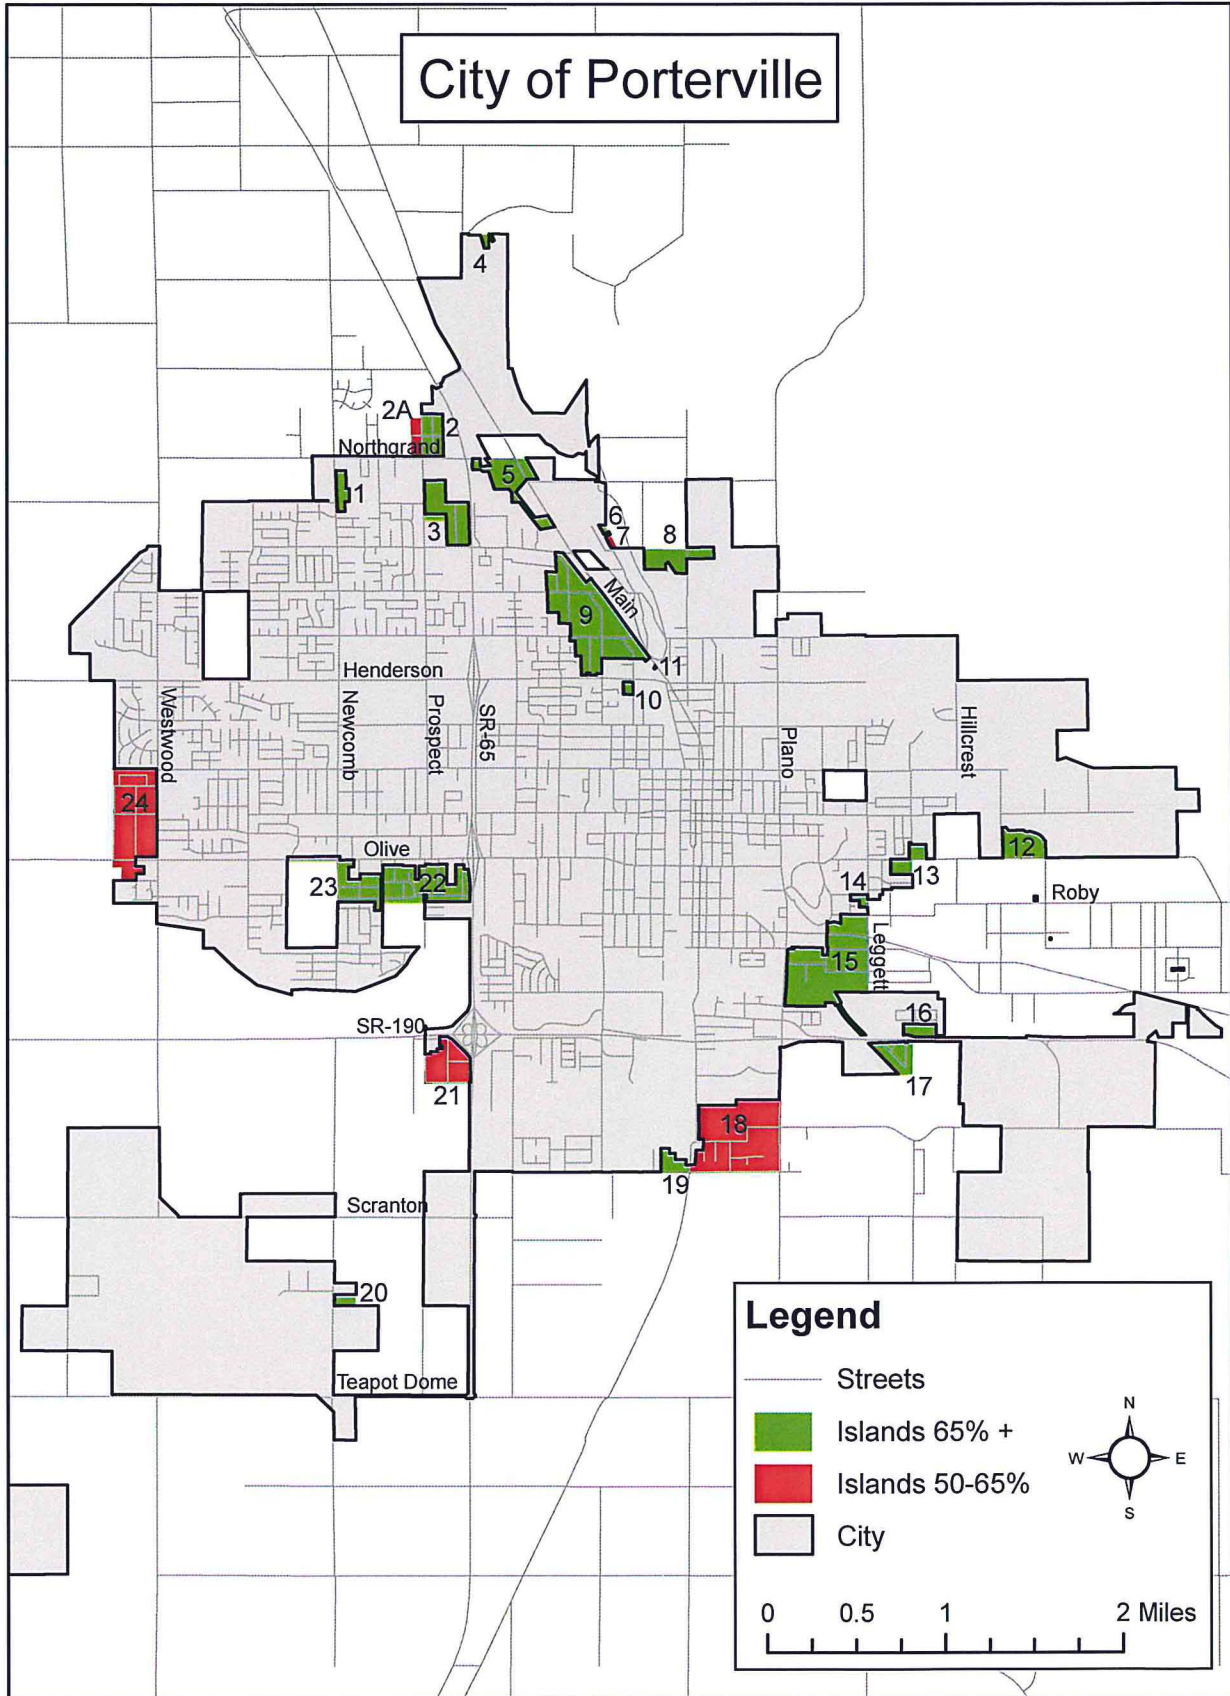 City of Porterville
4
2A
2
Northgrand
5
1
3
6
7
8
Main
9
11
Henderson
10
Westwood
Newcomb
Prospect
SR-65
Plano
Hillcrest
24
Olive
12
23
22
13
14
Roby
Leggett
15
SR-190
16
17
21
18
19
Scranton
20
Teapot Dome
Legend
Streets
Islands 65% +
Islands 50-65%
City
N
W
E
S
0 0.5 1 2 Miles